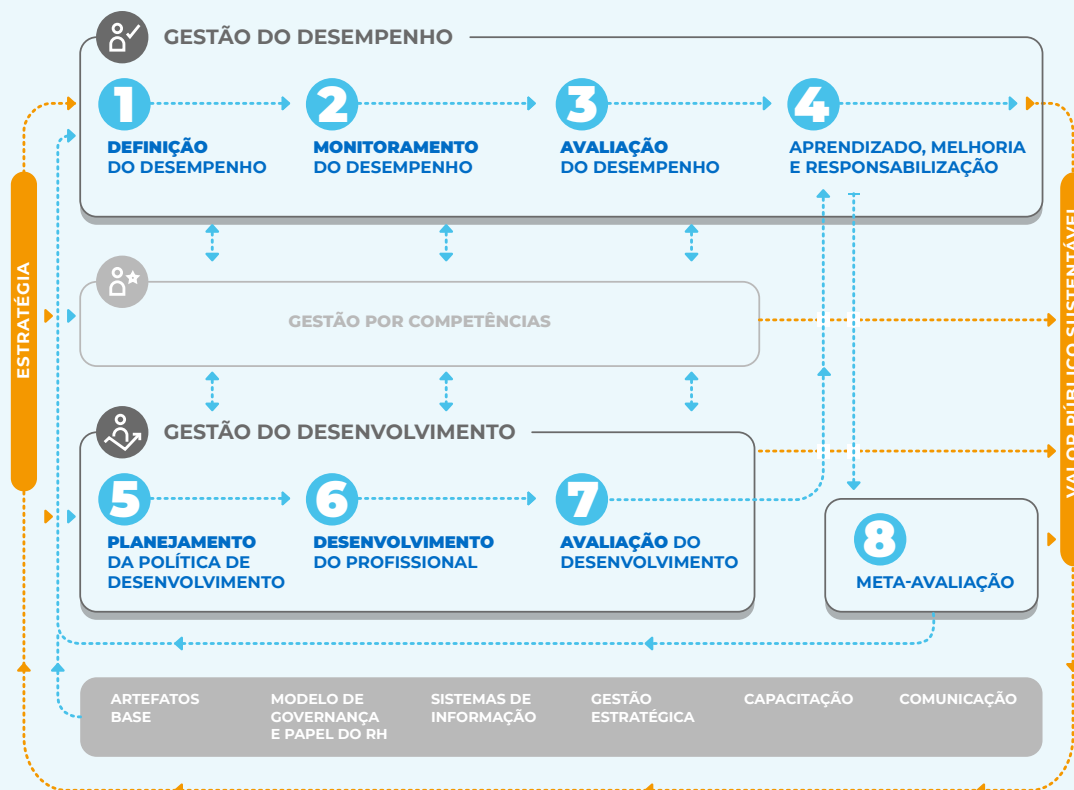 GESTÃO DO DESEMPENHO
1
DEFINIÇÃO
DO DESEMPENHO
2
MONITORAMENTO
DO DESEMPENHO
3
AVALIAÇÃO
DO DESEMPENHO
4
APRENDIZADO, MELHORIA
E RESPONSABILIZAÇÃO
ESTRATÉGIA
VALOR PÚBLICO SUSTENTÁVEL
GESTÃO POR COMPETÊNCIAS
GESTÃO DO DESENVOLVIMENTO
5
PLANEJAMENTO
DA POLÍTICA DE
DESENVOLVIMENTO
6
DESENVOLVIMENTO
DO PROFISSIONAL
7
AVALIAÇÃO DO
DESENVOLVIMENTO
8
META-AVALIAÇÃO
ARTEFATOS
BASE
MODELO DE
GOVERNANÇA
E PAPEL DO RH
SISTEMAS DE
INFORMAÇÃO
GESTÃO
ESTRATÉGICA
CAPACITAÇÃO
COMUNICAÇÃO